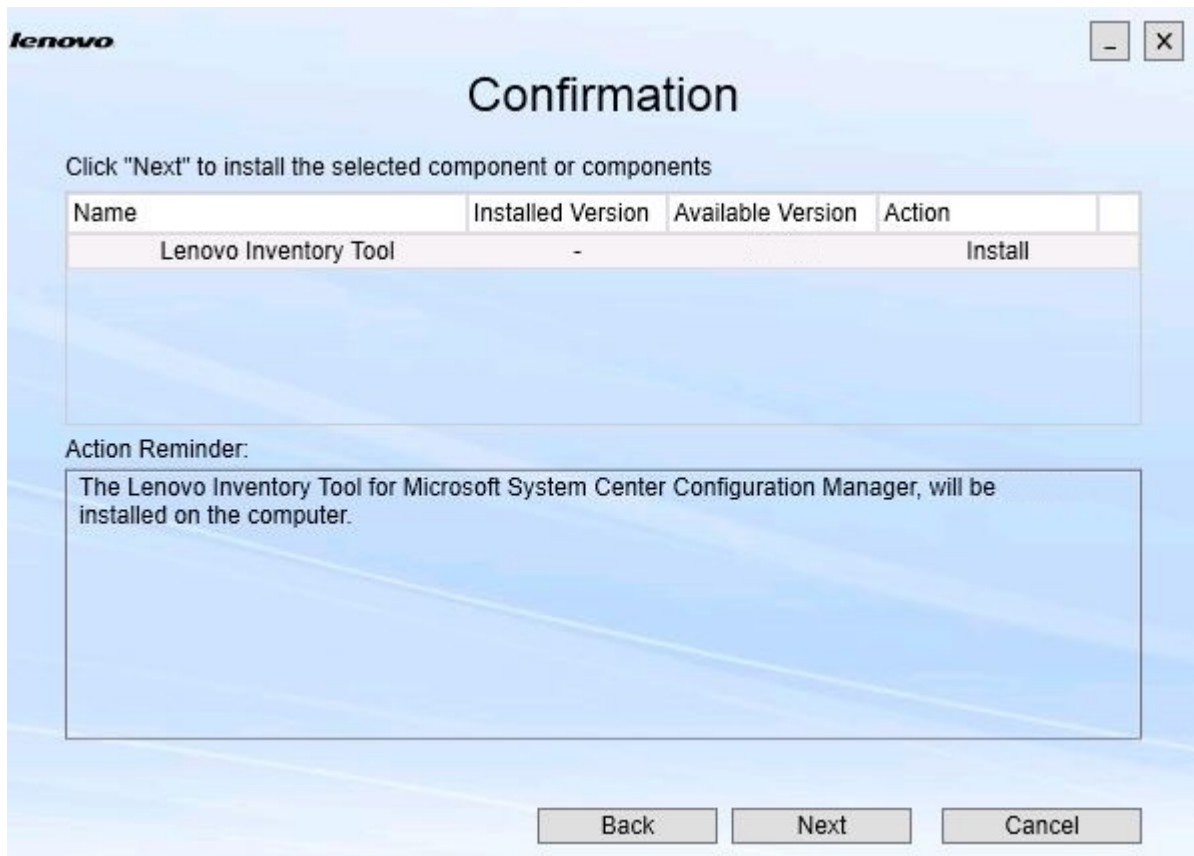 lenovo
Confirmation
Click "Next" to install the selected component or components
Name Installed Version Available Version Action
Lenovo Inventory Tool - Install
Action Reminder:
The Lenovo Inventory Tool for Microsoft System Center Configuration Manager, will be
installed on the computer.
Back Next Cancel